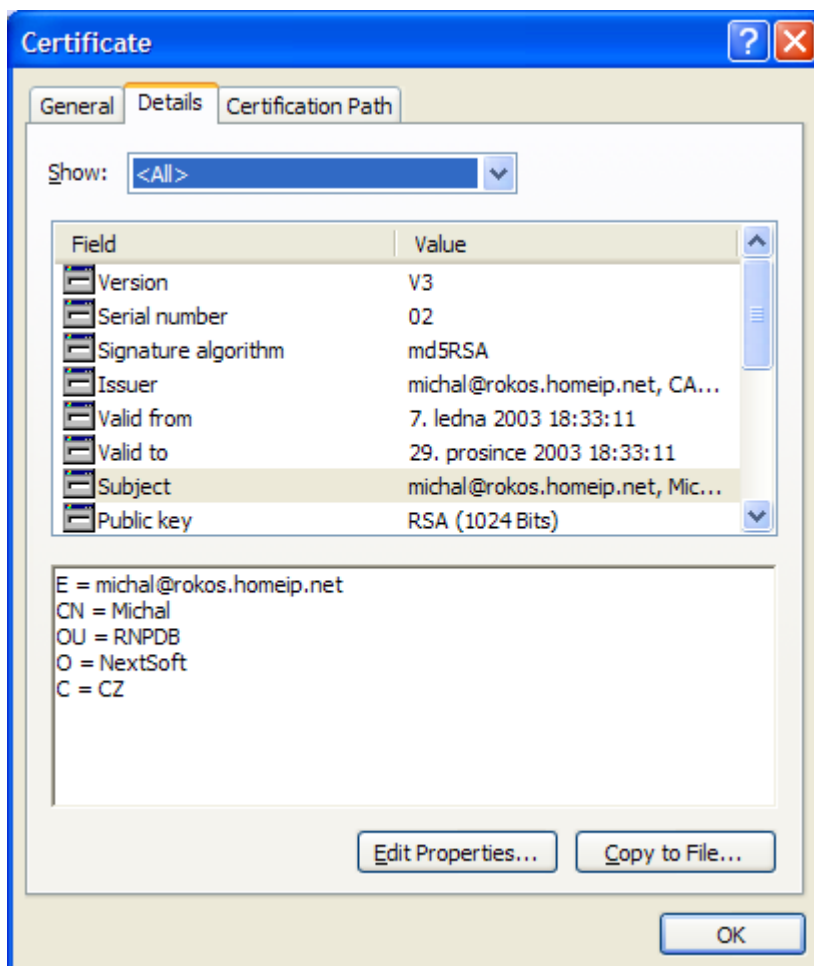 Certificate
General Details Certification Path
Show: <All>
Field Value
Version V3
Serial number 02
Signature algorithm md5RSA
Issuer michal@rokos.homeip.net, CA...
Valid from 7. ledna 2003 18:33:11
Valid to 29. prosince 2003 18:33:11
Subject michal@rokos.homeip.net, Mic...
Public key RSA (1024 Bits)
E = michal@rokos.homeip.net
CN = Michal
OU = RNPDB
O = NextSoft
C = CZ
Edit Properties... Copy to File...
OK